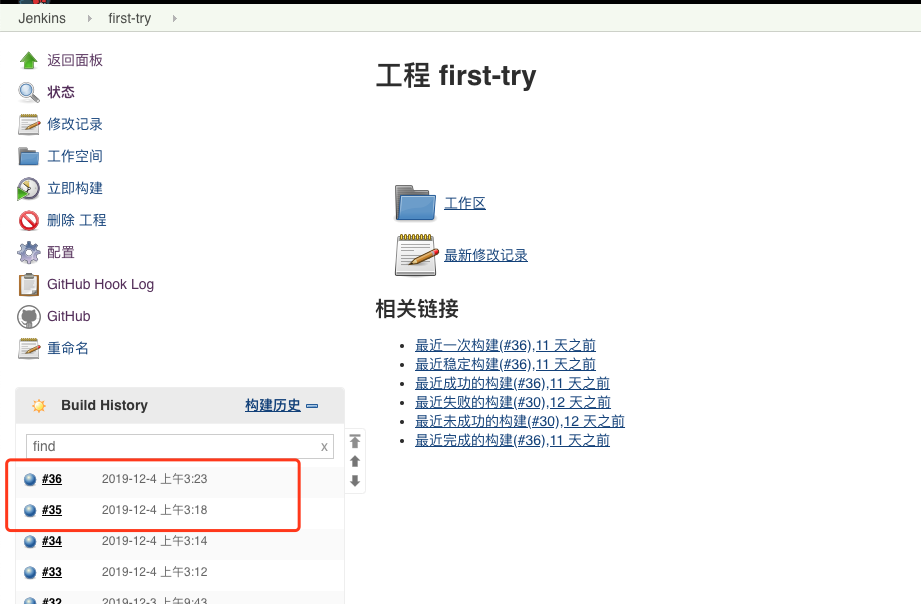 Jenkins
first-try
返回面板
状态
修改记录
工作空间
立即构建
删除 工程
配置
GitHub Hook Log
GitHub
重命名
Build History 构建历史
find x
#36 2019-12-4 上午3:23
#35 2019-12-4 上午3:18
#34 2019-12-4 上午3:14
#33 2019-12-4 上午3:12
#32 2019-12-3 上午9:43
工程 first-try
工作区
最新修改记录
相关链接
最近一次构建(#36),11 天之前
最近稳定构建(#36),11 天之前
最近成功的构建(#36),11 天之前
最近失败的构建(#30),12 天之前
最近未成功的构建(#30),12 天之前
最近完成的构建(#36),11 天之前